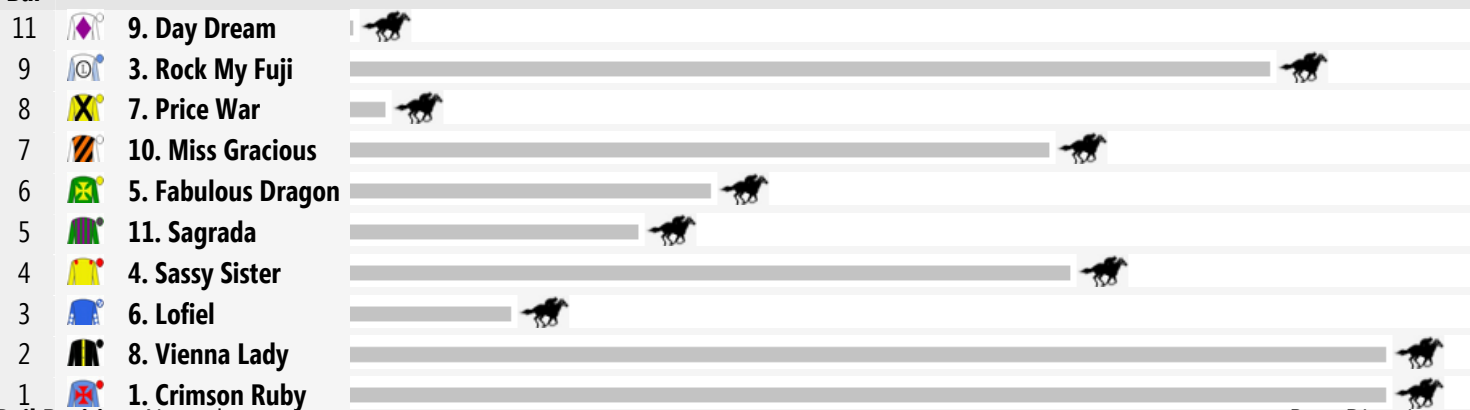 11 9. Day Dream
9 3. Rock My Fuji
8 7. Price War
7 10. Miss Gracious
6 5. Fabulous Dragon
5 11. Sagrada
4 4. Sassy Sister
3 6. Lofiel
2 8. Vienna Lady
1 1. Crimson Ruby